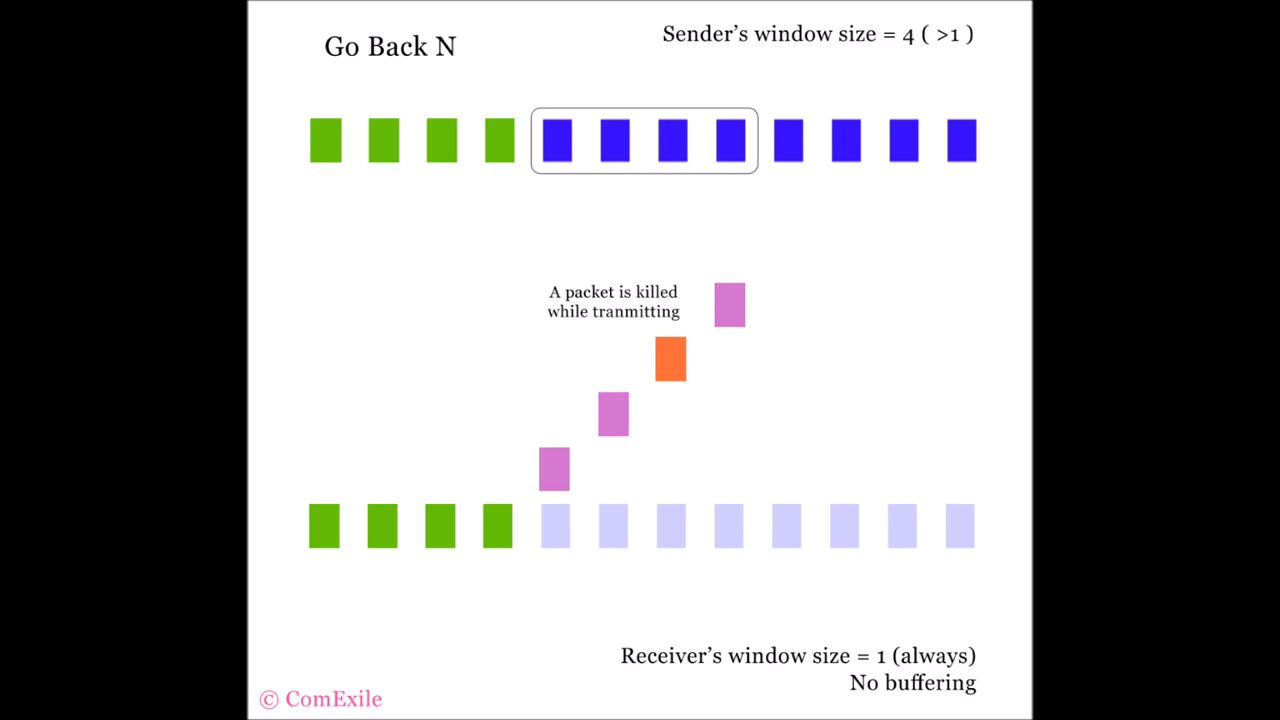 Go Back N
Sender's window size = 4 ( >1 )
A packet is killed
while tranmitting
Receiver's window size = 1 (always)
No buffering
© ComExile